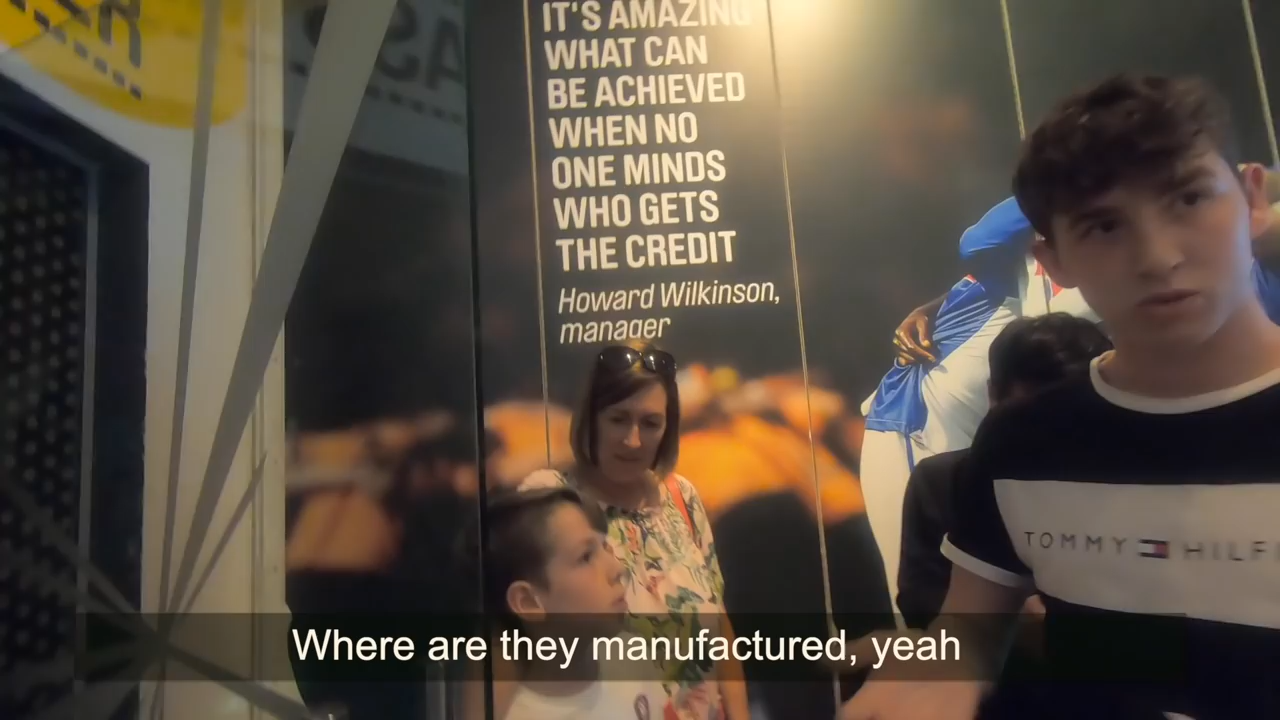 IT'S AMAZING
WHAT CAN
BE ACHIEVED
WHEN NO
ONE MINDS
WHO GETS
THE CREDIT
Howard Wilkinson,
manager
TOMMY HILF
Where are they manufactured, yeah